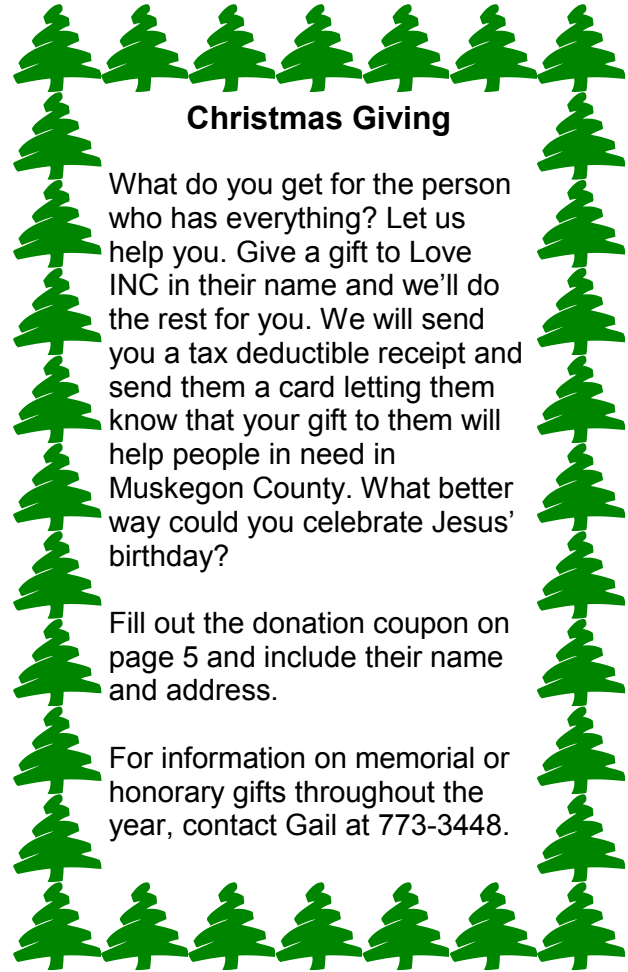 Christmas Giving
What do you get for the person
who has everything? Let us
help you. Give a gift to Love
INC in their name and we’ll do
the rest for you. We will send
you a tax deductible receipt and
send them a card letting them
know that your gift to them will
help people in need in
Muskegon County. What better
way could you celebrate Jesus’
birthday?
Fill out the donation coupon on
page 5 and include their name
and address.
For information on memorial or
honorary gifts throughout the
year, contact Gail at 773-3448.